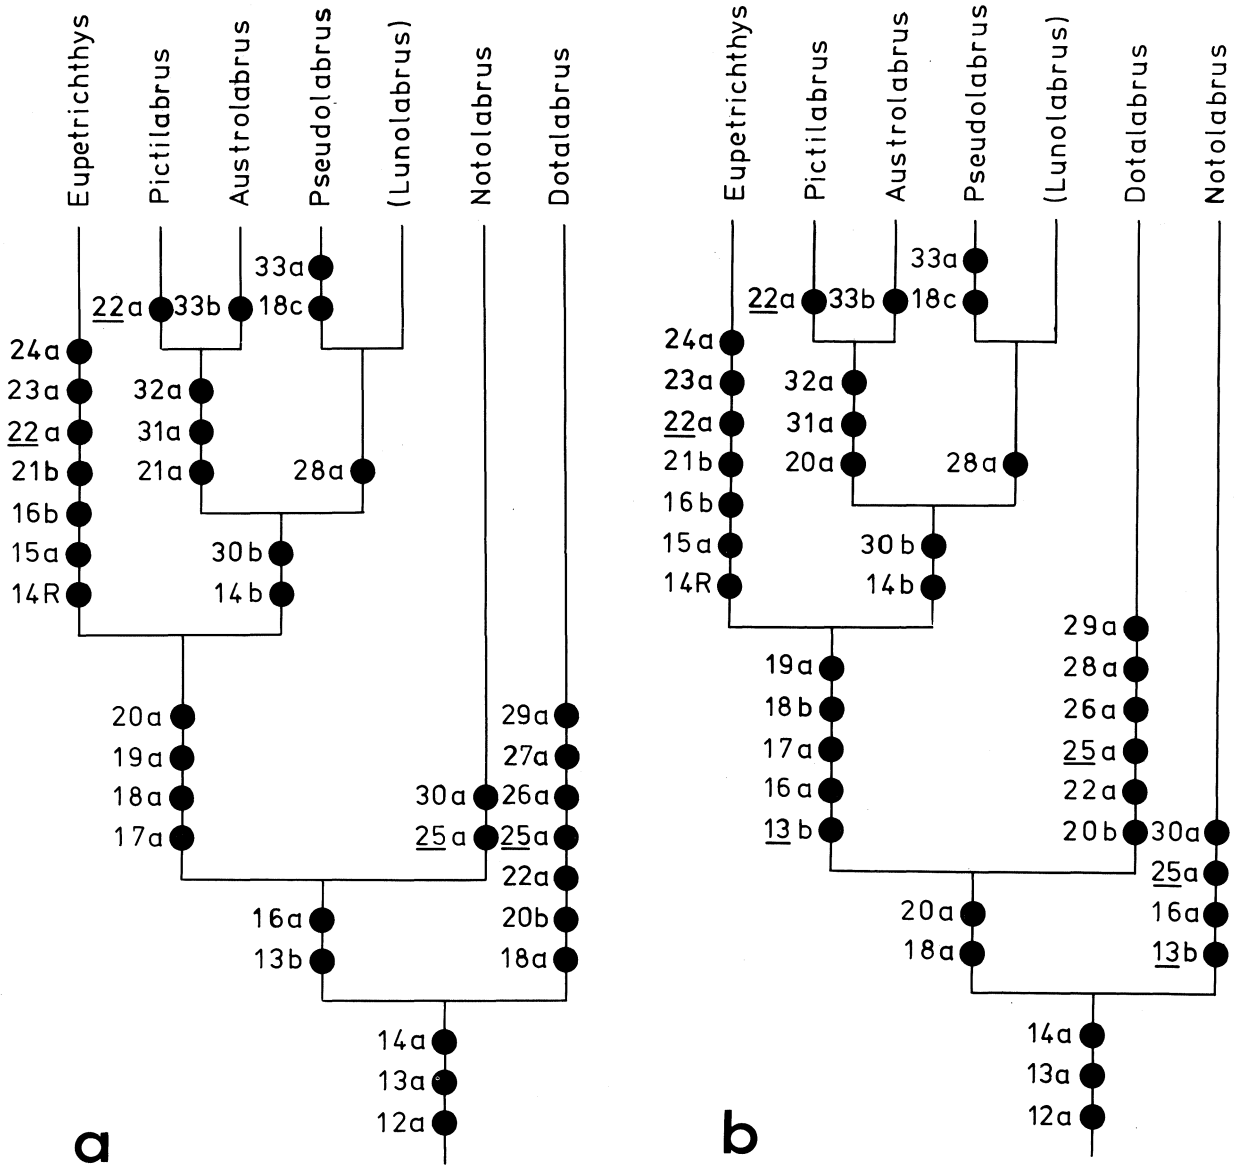 Eupetrichthys
Pictilabrus
Austrolabrus
Pseudolabrus
(Lunolabrus)
Notolabrus
Dotalabrus
33a
22a 33b 18c
24a
23a 32a
22a 31a
21b 21a 28a
16b
15a 30b
14R 14b
20a 29a
19a 27a
18a 30a 26a
17a 25a 25a
22a
16a 20b
13b 18a
14a
13a
12a
a
Eupetrichthys
Pictilabrus
Austrolabrus
Pseudolabrus
(Lunolabrus)
Dotalabrus
Notolabrus
33a
22a 33b 18c
24a
23a 32a
22a 31a
21b 20a 28a
16b
15a 30b
14R 14b
29a
19a 28a
18b 26a
17a 25a
16a 22a
13b 20b 30a
25a
20a 16a
18a 13b
14a
13a
12a
b